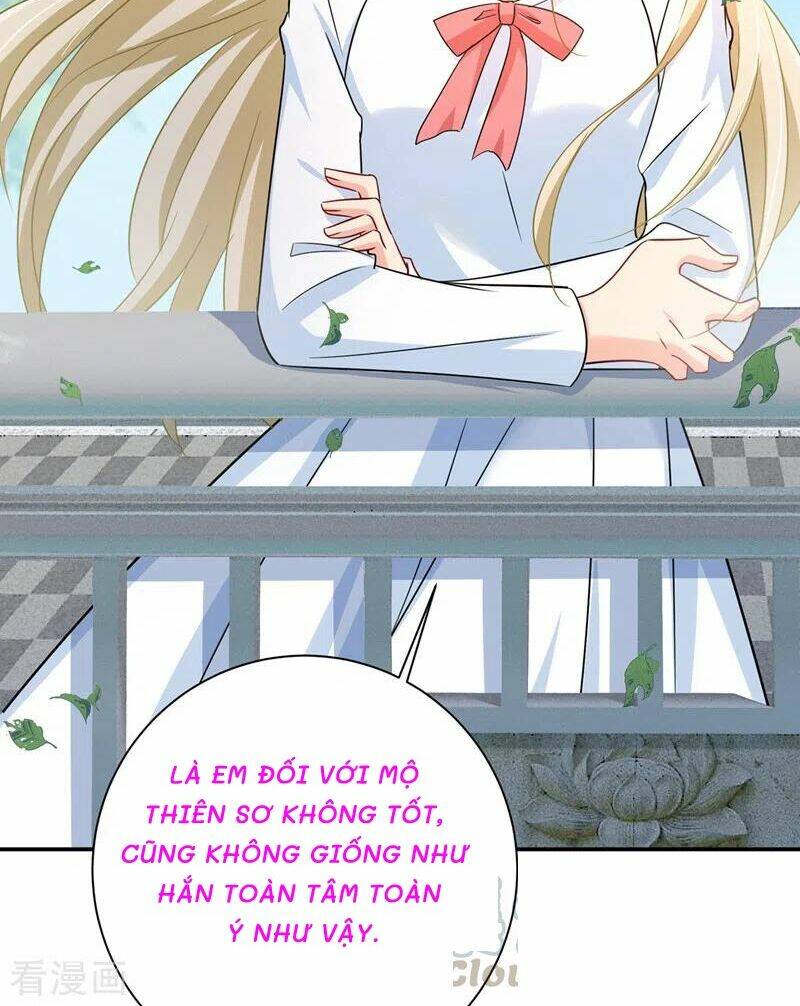 LÀ EM ĐỐI VỚI MỘ
THIÊN SƠ KHÔNG TỐT,
CŨNG KHÔNG GIỐNG NHƯ
HẮN TOÀN TÂM TOÀN
Ý NHƯ VẬY.
看漫画